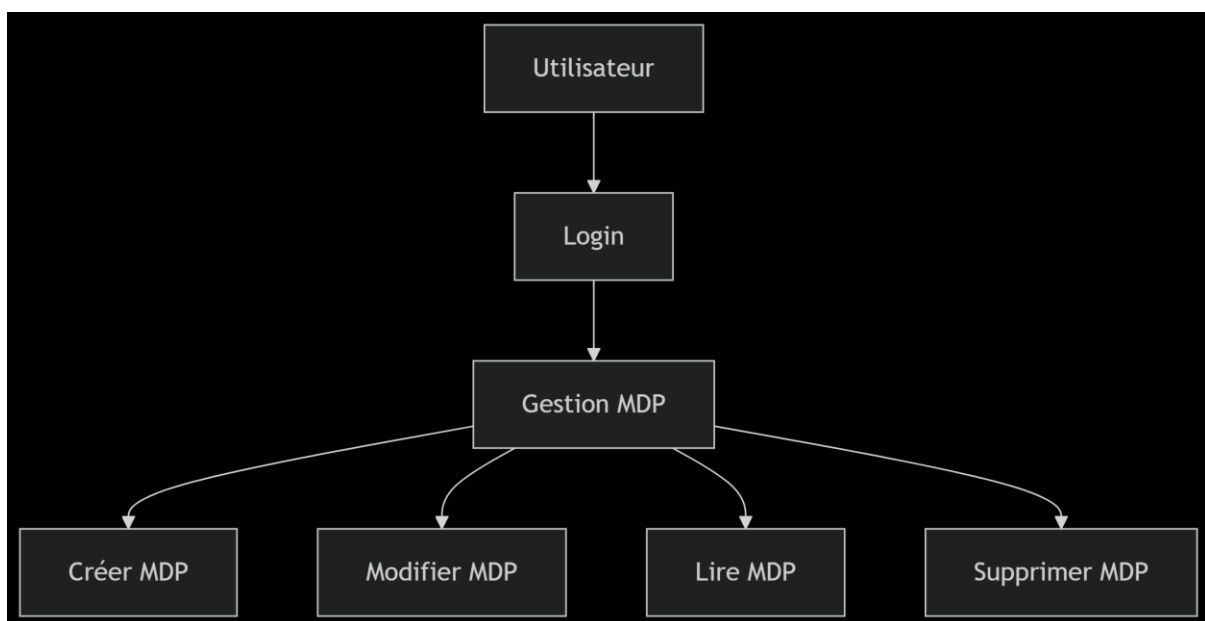 Utilisateur
Login
Gestion MDP
Créer MDP
Modifier MDP
Lire MDP
Supprimer MDP